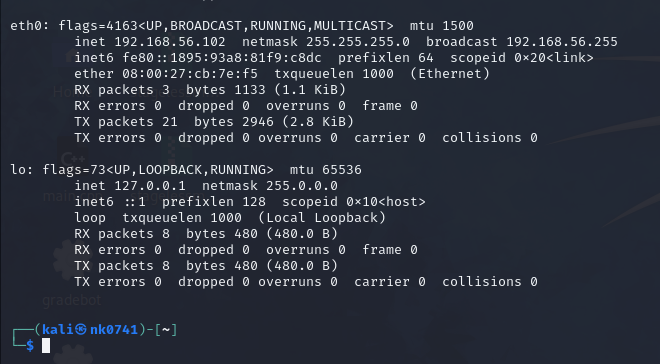 eth0: flags=4163<UP,BROADCAST,RUNNING,MULTICAST>  mtu 1500
        inet 192.168.56.102  netmask 255.255.255.0  broadcast 192.168.56.255
        inet6 fe80::1895:93a8:81f9:c8dc  prefixlen 64  scopeid 0×20<link>
        ether 08:00:27:cb:7e:f5  txqueuelen 1000  (Ethernet)
        RX packets 3  bytes 1133 (1.1 KiB)
        RX errors 0  dropped 0  overruns 0  frame 0
        TX packets 21  bytes 2946 (2.8 KiB)
        TX errors 0  dropped 0 overruns 0  carrier 0  collisions 0
lo: flags=73<UP,LOOPBACK,RUNNING>  mtu 65536
        inet 127.0.0.1  netmask 255.0.0.0
        inet6 ::1  prefixlen 128  scopeid 0×10<host>
        loop  txqueuelen 1000  (Local Loopback)
        RX packets 8  bytes 480 (480.0 B)
        RX errors 0  dropped 0  overruns 0  frame 0
        TX packets 8  bytes 480 (480.0 B)
        TX errors 0  dropped 0 overruns 0  carrier 0  collisions 0
gradebot
┌──(kali㉿nk0741)-[~]
└─$